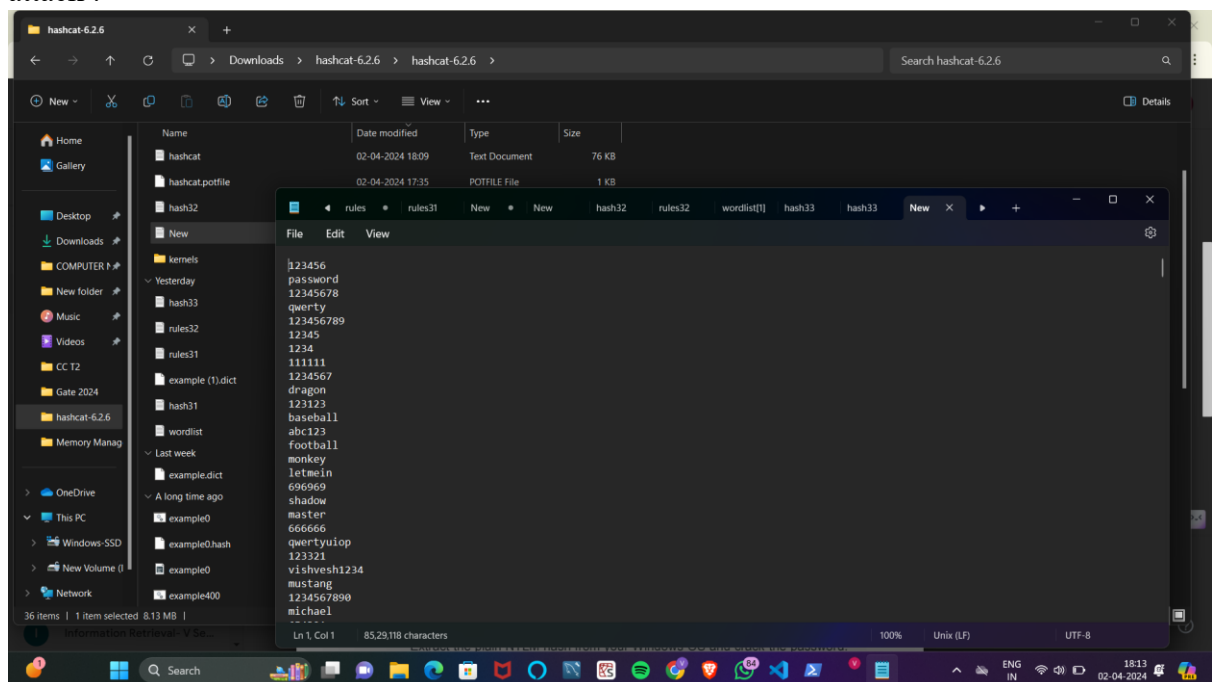 hashcat-6.2.6
Downloads > hashcat-6.2.6 > hashcat-6.2.6 >
Search hashcat-6.2.6
New
Sort
View
Details
Home
Gallery
Desktop
Downloads
COMPUTER
New folder
Music
Videos
CC T2
Gate 2024
hashcat-6.2.6
Memory Manag
OneDrive
This PC
Windows-SSD
New Volume (
Network
Name Date modified Type Size
hashcat 02-04-2024 18:09 Text Document 76 KB
hashcat.potfile 02-04-2024 17:35 POTFILE File 1 KB
hash32
New
kernels
Yesterday
hash33
rules32
rules31
example (1).dict
hash31
wordlist
Last week
example.dict
A long time ago
example0
example0.hash
example0
example400
36 items | 1 item selected 8.13 MB |
rules rules31 New New hash32 rules32 wordlist[1] hash33 hash33 New
File Edit View
123456
password
12345678
qwerty
123456789
12345
1234
111111
1234567
dragon
123123
baseball
abc123
football
monkey
letmein
696969
shadow
master
666666
qwertyuiop
123321
vishvesh1234
mustang
1234567890
michael
Ln 1, Col 1 85,29,118 characters 100% Unix (LF) UTF-8
Information Retrieval- V Se...
Search
84
ENG
IN
18:13
02-04-2024